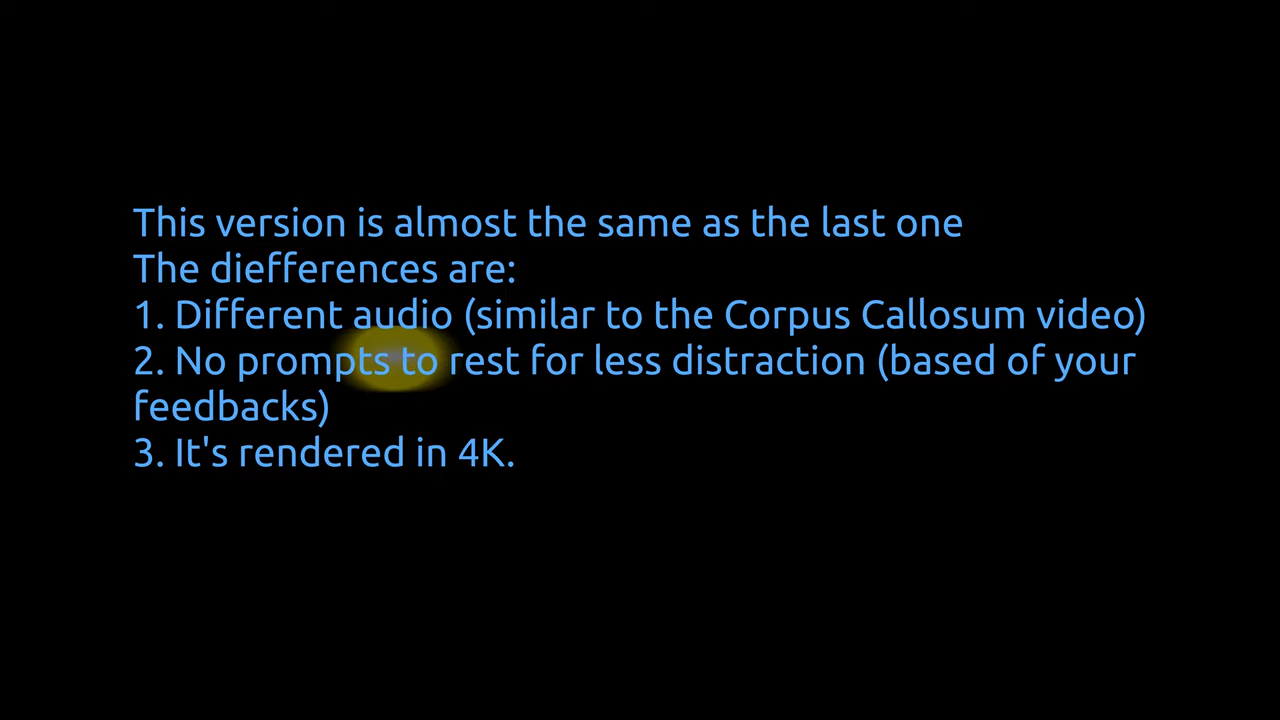 This version is almost the same as the last one
The diefferences are:
1. Different audio (similar to the Corpus Callosum video)
2. No prompts to rest for less distraction (based of your
feedbacks)
3. It's rendered in 4K.